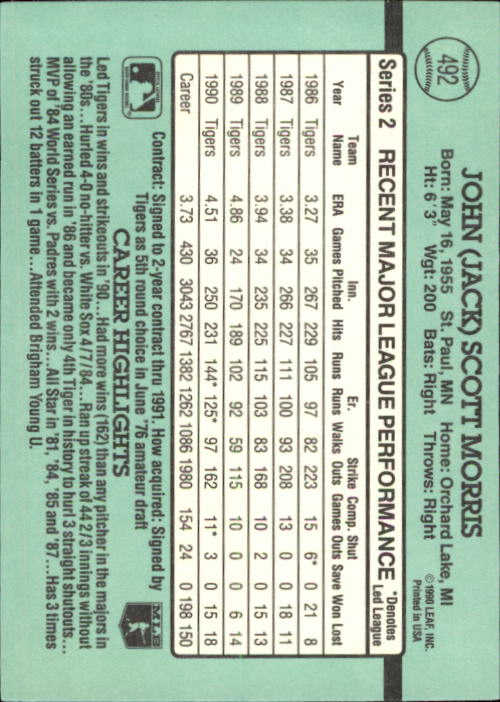 492
JOHN (JACK) SCOTT MORRIS
Born: May 16, 1955 St. Paul, MN Home: Orchard Lake, MI
Ht: 6' 3" Wgt: 200 Bats: Right Throws: Right
©1990 LEAF, INC.
Printed in USA
Series 2 RECENT MAJOR LEAGUE PERFORMANCE *Denotes Led League
Team Inn. Er. Strike Comp. Shut
Year Name ERA Games Pitched Hits Runs Runs Walks Outs Games Outs Save Won Lost
1986 Tigers 3.27 35 267 229 105 97 82 223 15 6* 0 21 8
1987 Tigers 3.38 34 266 227 111 100 93 208 13 0 0 18 11
1988 Tigers 3.94 34 235 225 115 103 83 168 10 2 0 15 13
1989 Tigers 4.86 24 170 189 102 92 59 115 10 0 0 6 14
1990 Tigers 4.51 36 250 231 144* 125* 97 162 11* 3 0 15 18
Career 3.73 430 3043 2767 1382 1262 1086 1980 154 24 0 198 150
Contract: Signed to 2-year contract thru 1991. How acquired: Signed by
Tigers as 5th round choice in June '76 amateur draft
CAREER HIGHLIGHTS
Led Tigers in wins and strikeouts in '90...Had more wins (162) than any pitcher in the majors in
the '80s...Hurled 4-0 no-hitter vs. White Sox 4/7/84...Ran up streak of 44 2/3 innings without
allowing an earned run in '86 and became only 4th Tiger in history to hurl 3 straight shutouts...
MVP of '84 World Series vs. Padres with 2 wins...All Star in '81, '84, '85 and '87...Has 3 times
struck out 12 batters in 1 game...Attended Brigham Young U.